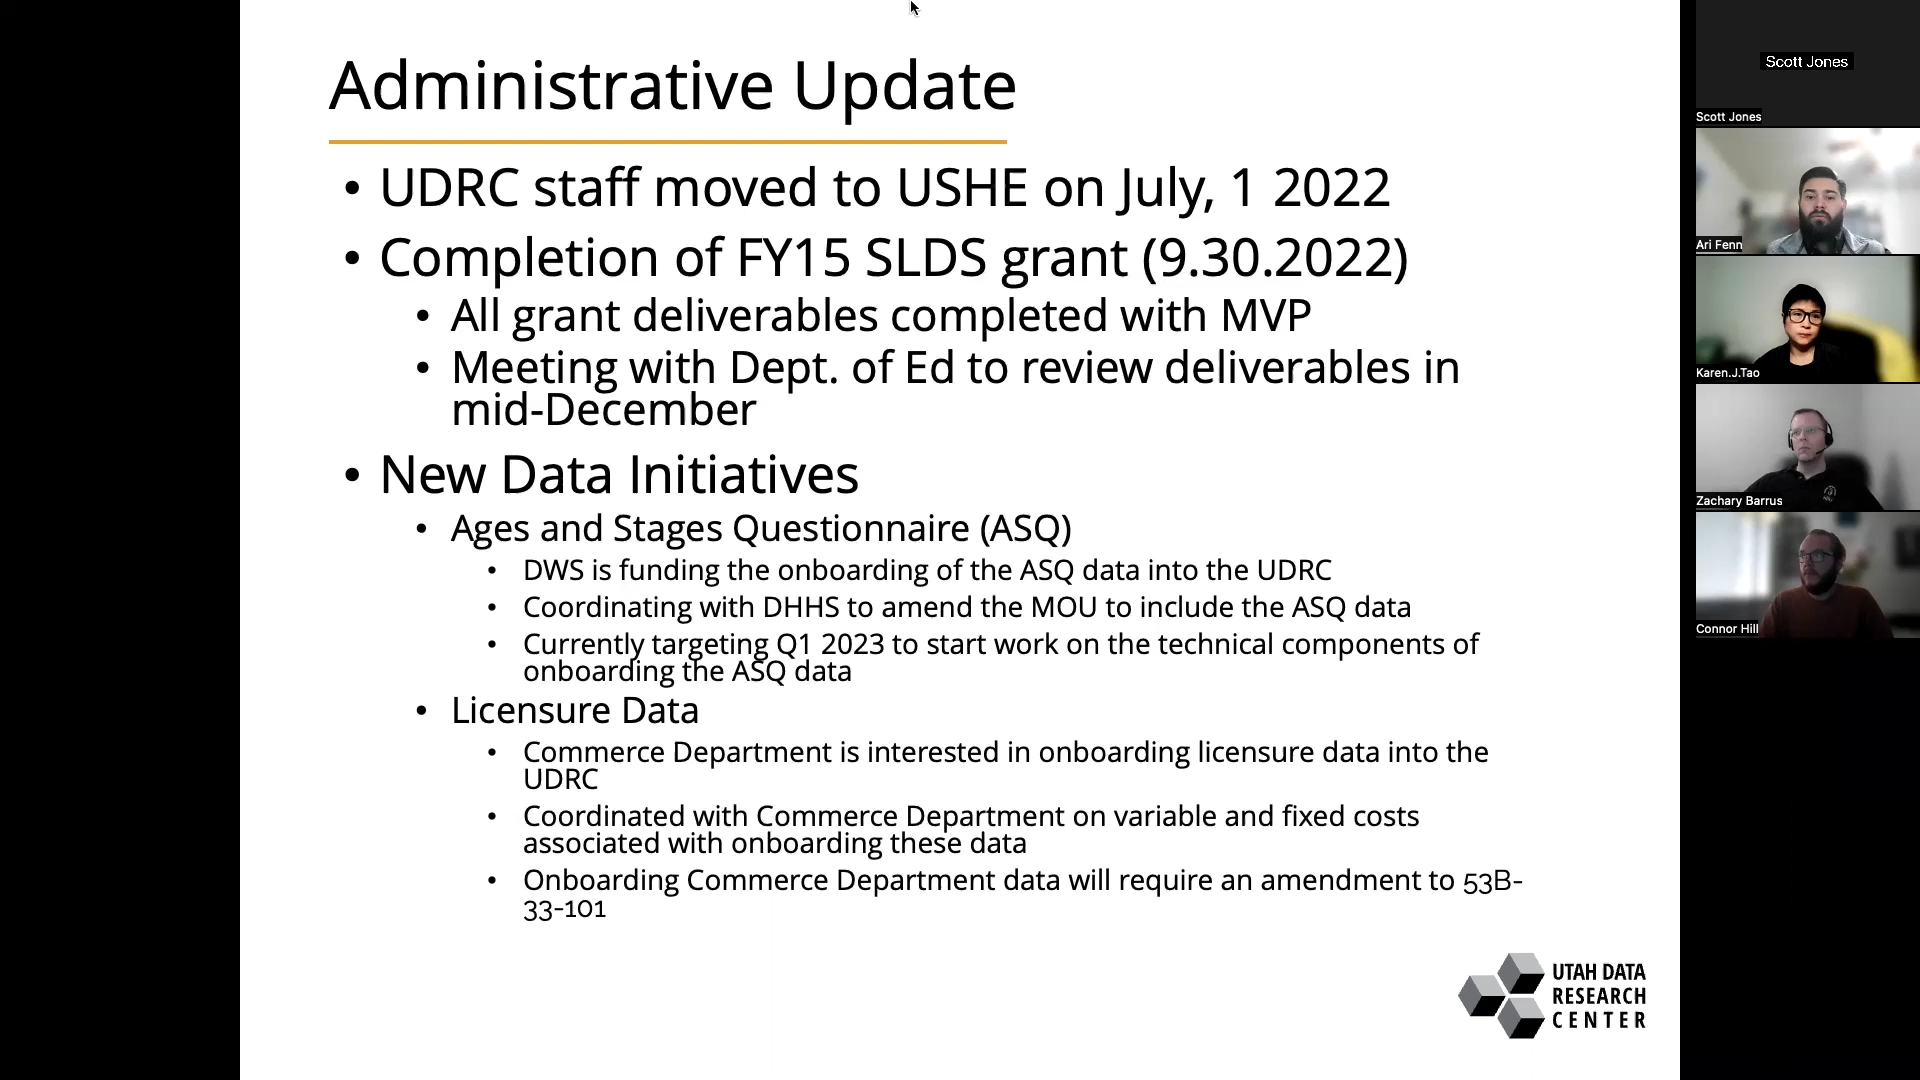 Administrative Update
• UDRC staff moved to USHE on July, 1 2022
• Completion of FY15 SLDS grant (9.30.2022)
• All grant deliverables completed with MVP
• Meeting with Dept. of Ed to review deliverables in
mid-December
• New Data Initiatives
• Ages and Stages Questionnaire (ASQ)
• DWS is funding the onboarding of the ASQ data into the UDRC
• Coordinating with DHHS to amend the MOU to include the ASQ data
• Currently targeting Q1 2023 to start work on the technical components of
onboarding the ASQ data
• Licensure Data
• Commerce Department is interested in onboarding licensure data into the
UDRC
• Coordinated with Commerce Department on variable and fixed costs
associated with onboarding these data
• Onboarding Commerce Department data will require an amendment to 53B-
33-101
UTAH DATA
RESEARCH
CENTER
Scott Jones
Scott Jones
Ari Fenn
Karen.J.Tao
Zachary Barrus
Connor Hill